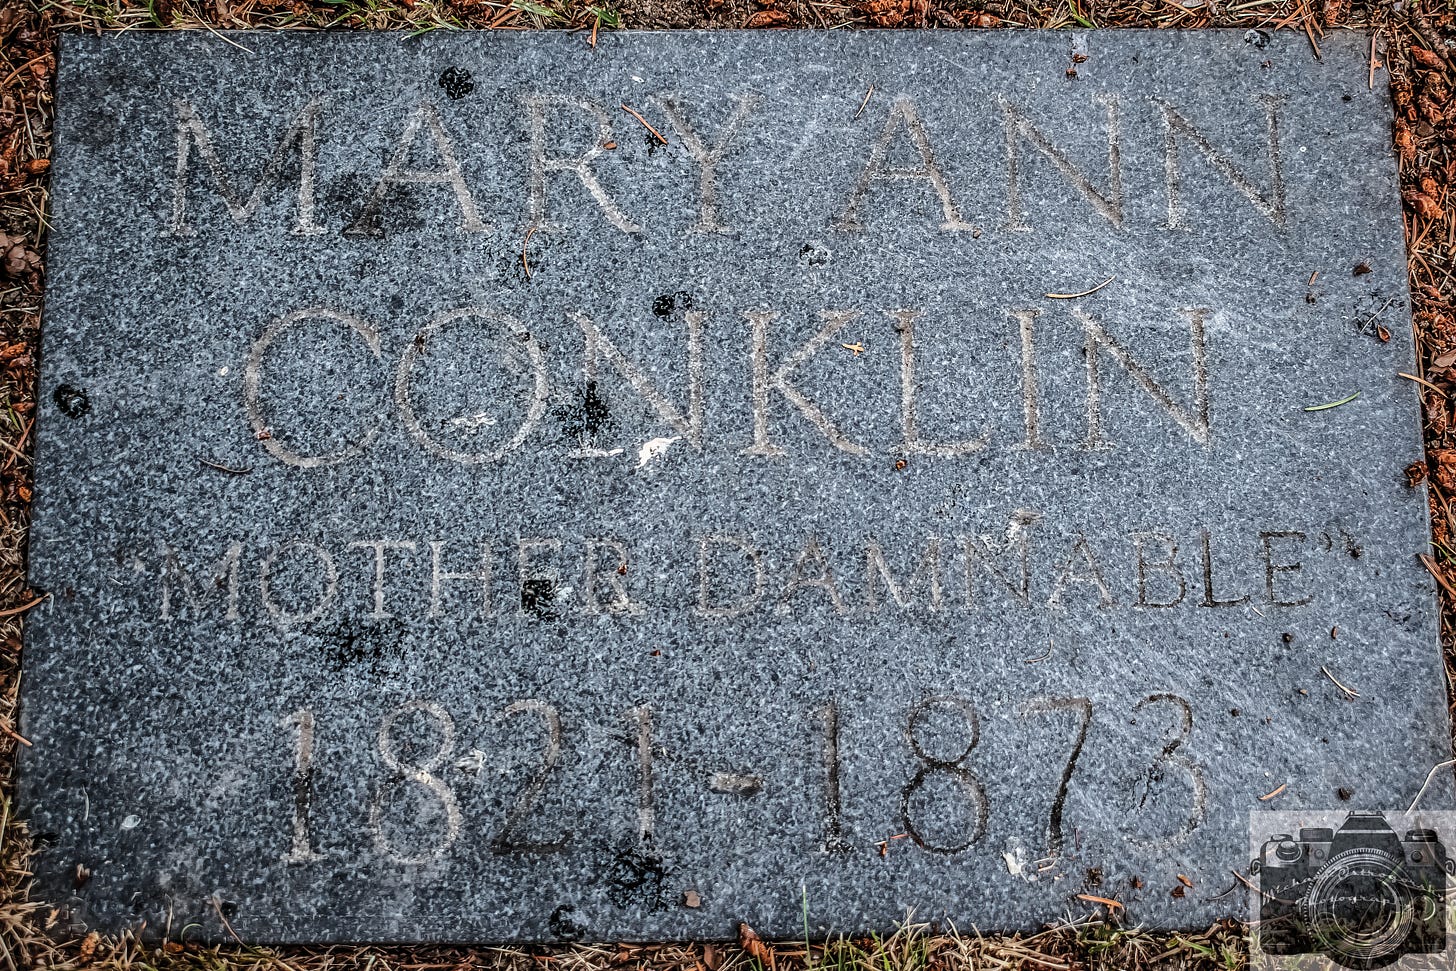 MARY ANN
CONKLIN
"MOTHER DAMNABLE"
1821-1873